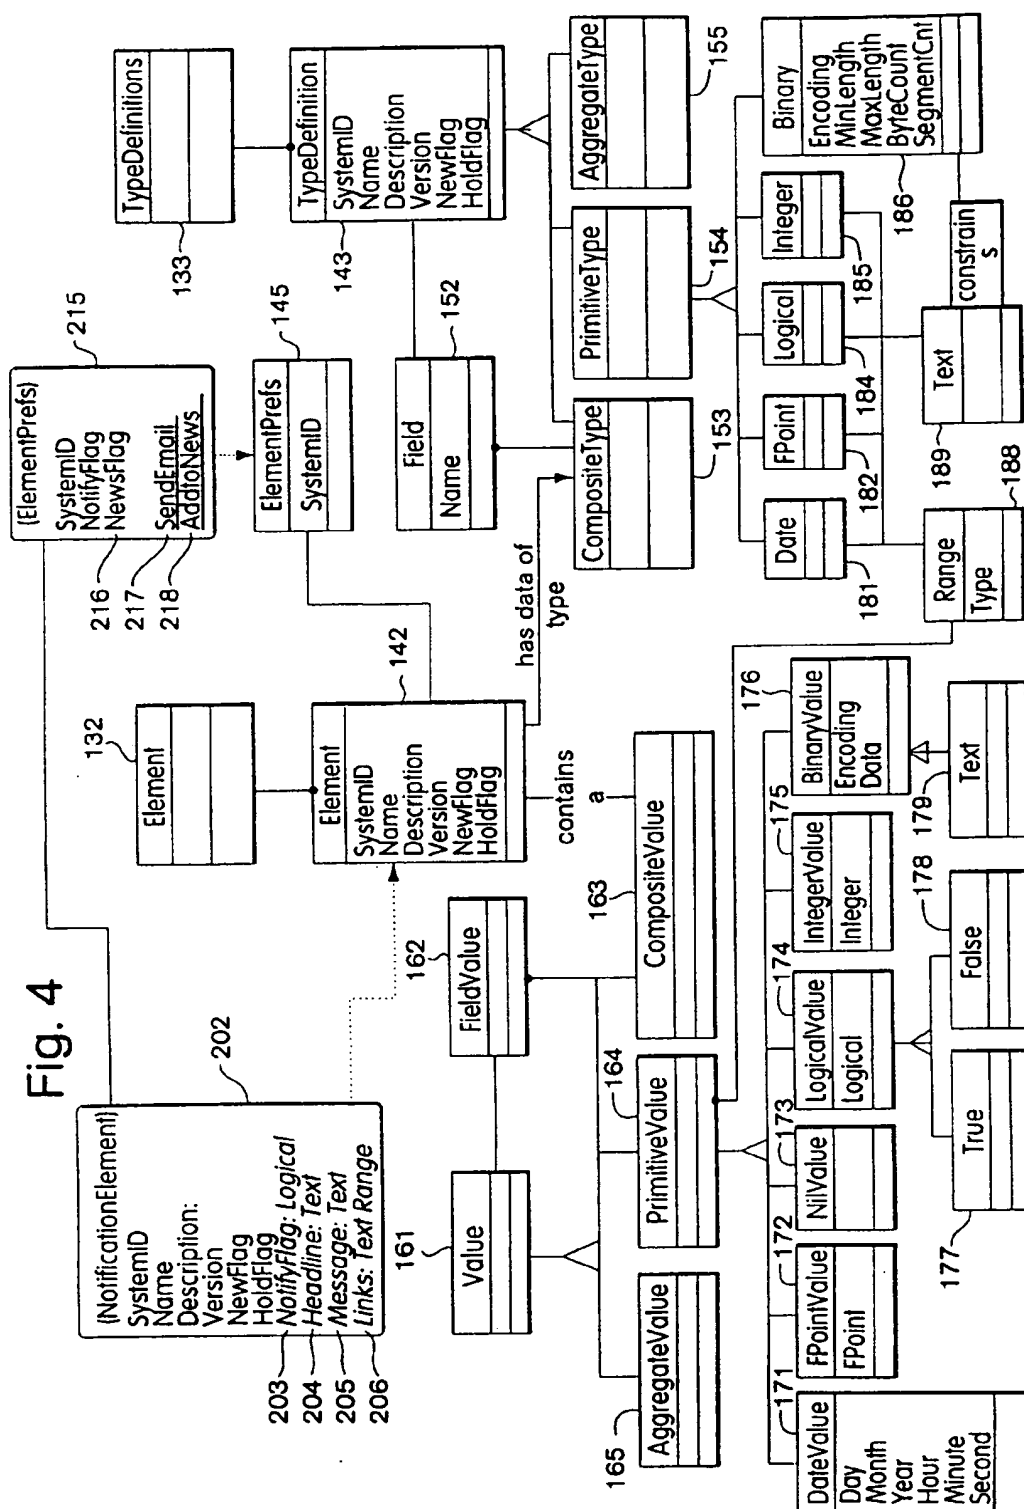 Fig. 4
202
(NotificationElement)
SystemID
Name
Description:
Version
NewFlag
HoldFlag
NotifyFlag: Logical
Headline: Text
Message: Text
Links: Text Range
203
204
205
206
132
Element
142
Element
SystemID
Name
Description
Version
NewFlag
HoldFlag
215
(ElementPrefs)
SystemID
NotifyFlag
NewsFlag
SendEmail
AddtoNews
216
217
218
145
ElementPrefs
SystemID
133
TypeDefinitions
143
TypeDefinition
SystemID
Name
Description
Version
NewFlag
HoldFlag
152
Field
Name
has data of
type
contains
a
161
Value
162
FieldValue
163
CompositeValue
164
PrimitiveValue
165
AggregateValue
153
CompositeType
154
PrimitiveType
155
AggregateType
171
DateValue
Day
Month
Year
Hour
Minute
Second
172
FPointValue
FPoint
173
NilValue
174
LogicalValue
Logical
175
IntegerValue
Integer
176
BinaryValue
Encoding
Data
177
True
178
False
179
Text
181
Date
182
FPoint
184
Logical
185
Integer
186
Binary
Encoding
MinLength
MaxLength
ByteCount
SegmentCnt
188
Range
Type
189
Text
constrain
s